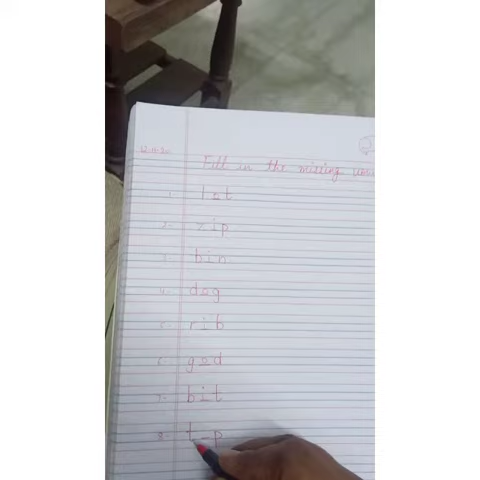 Fill in the missing
1. lot
2. zip
3. bin
4. dog
5. rib
6. god
7. bit
8. t_p